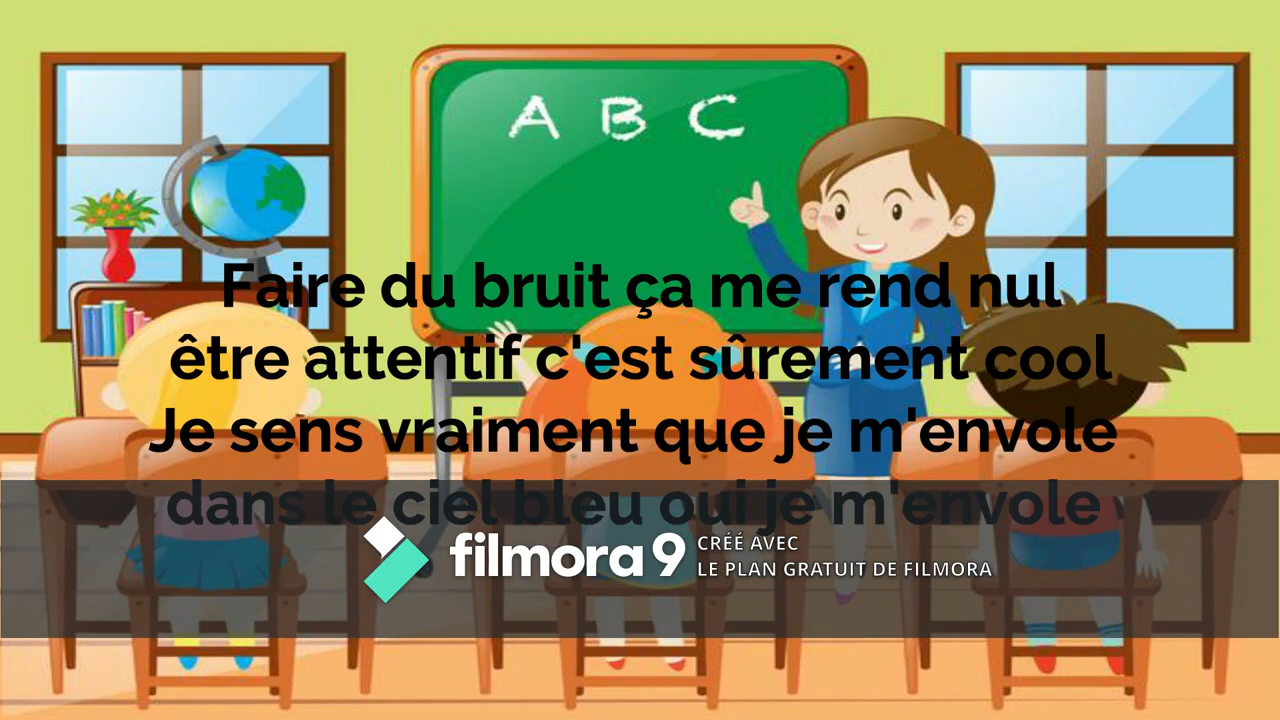 A B C
Faire du bruit ça me rend nul
être attentif c'est sûrement cool
Je sens vraiment que je m'envole
dans le ciel bleu oui je m'envole
filmora 9
CRÉÉ AVEC
LE PLAN GRATUIT DE FILMORA